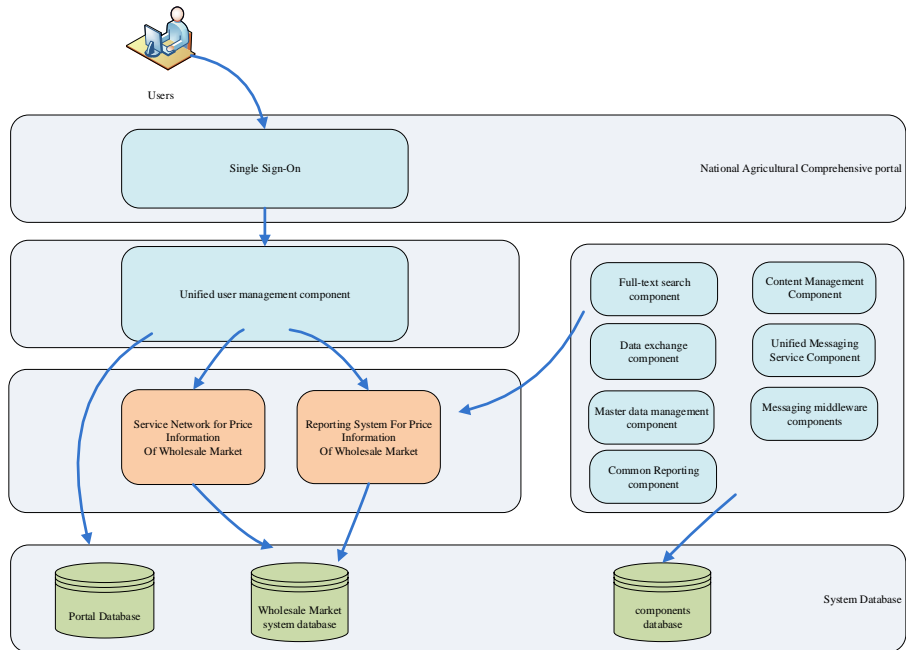 Users
Single Sign-On
National Agricultural Comprehensive portal
Unified user management component
Full-text search
component
Content Management
Component
Data exchange
component
Unified Messaging
Service Component
Master data management
component
Messaging middleware
components
Common Reporting
component
Service Network for Price
Information
Of Wholesale Market
Reporting System For Price
Information
Of Wholesale Market
Portal Database
Wholesale Market
system database
components
database
System Database